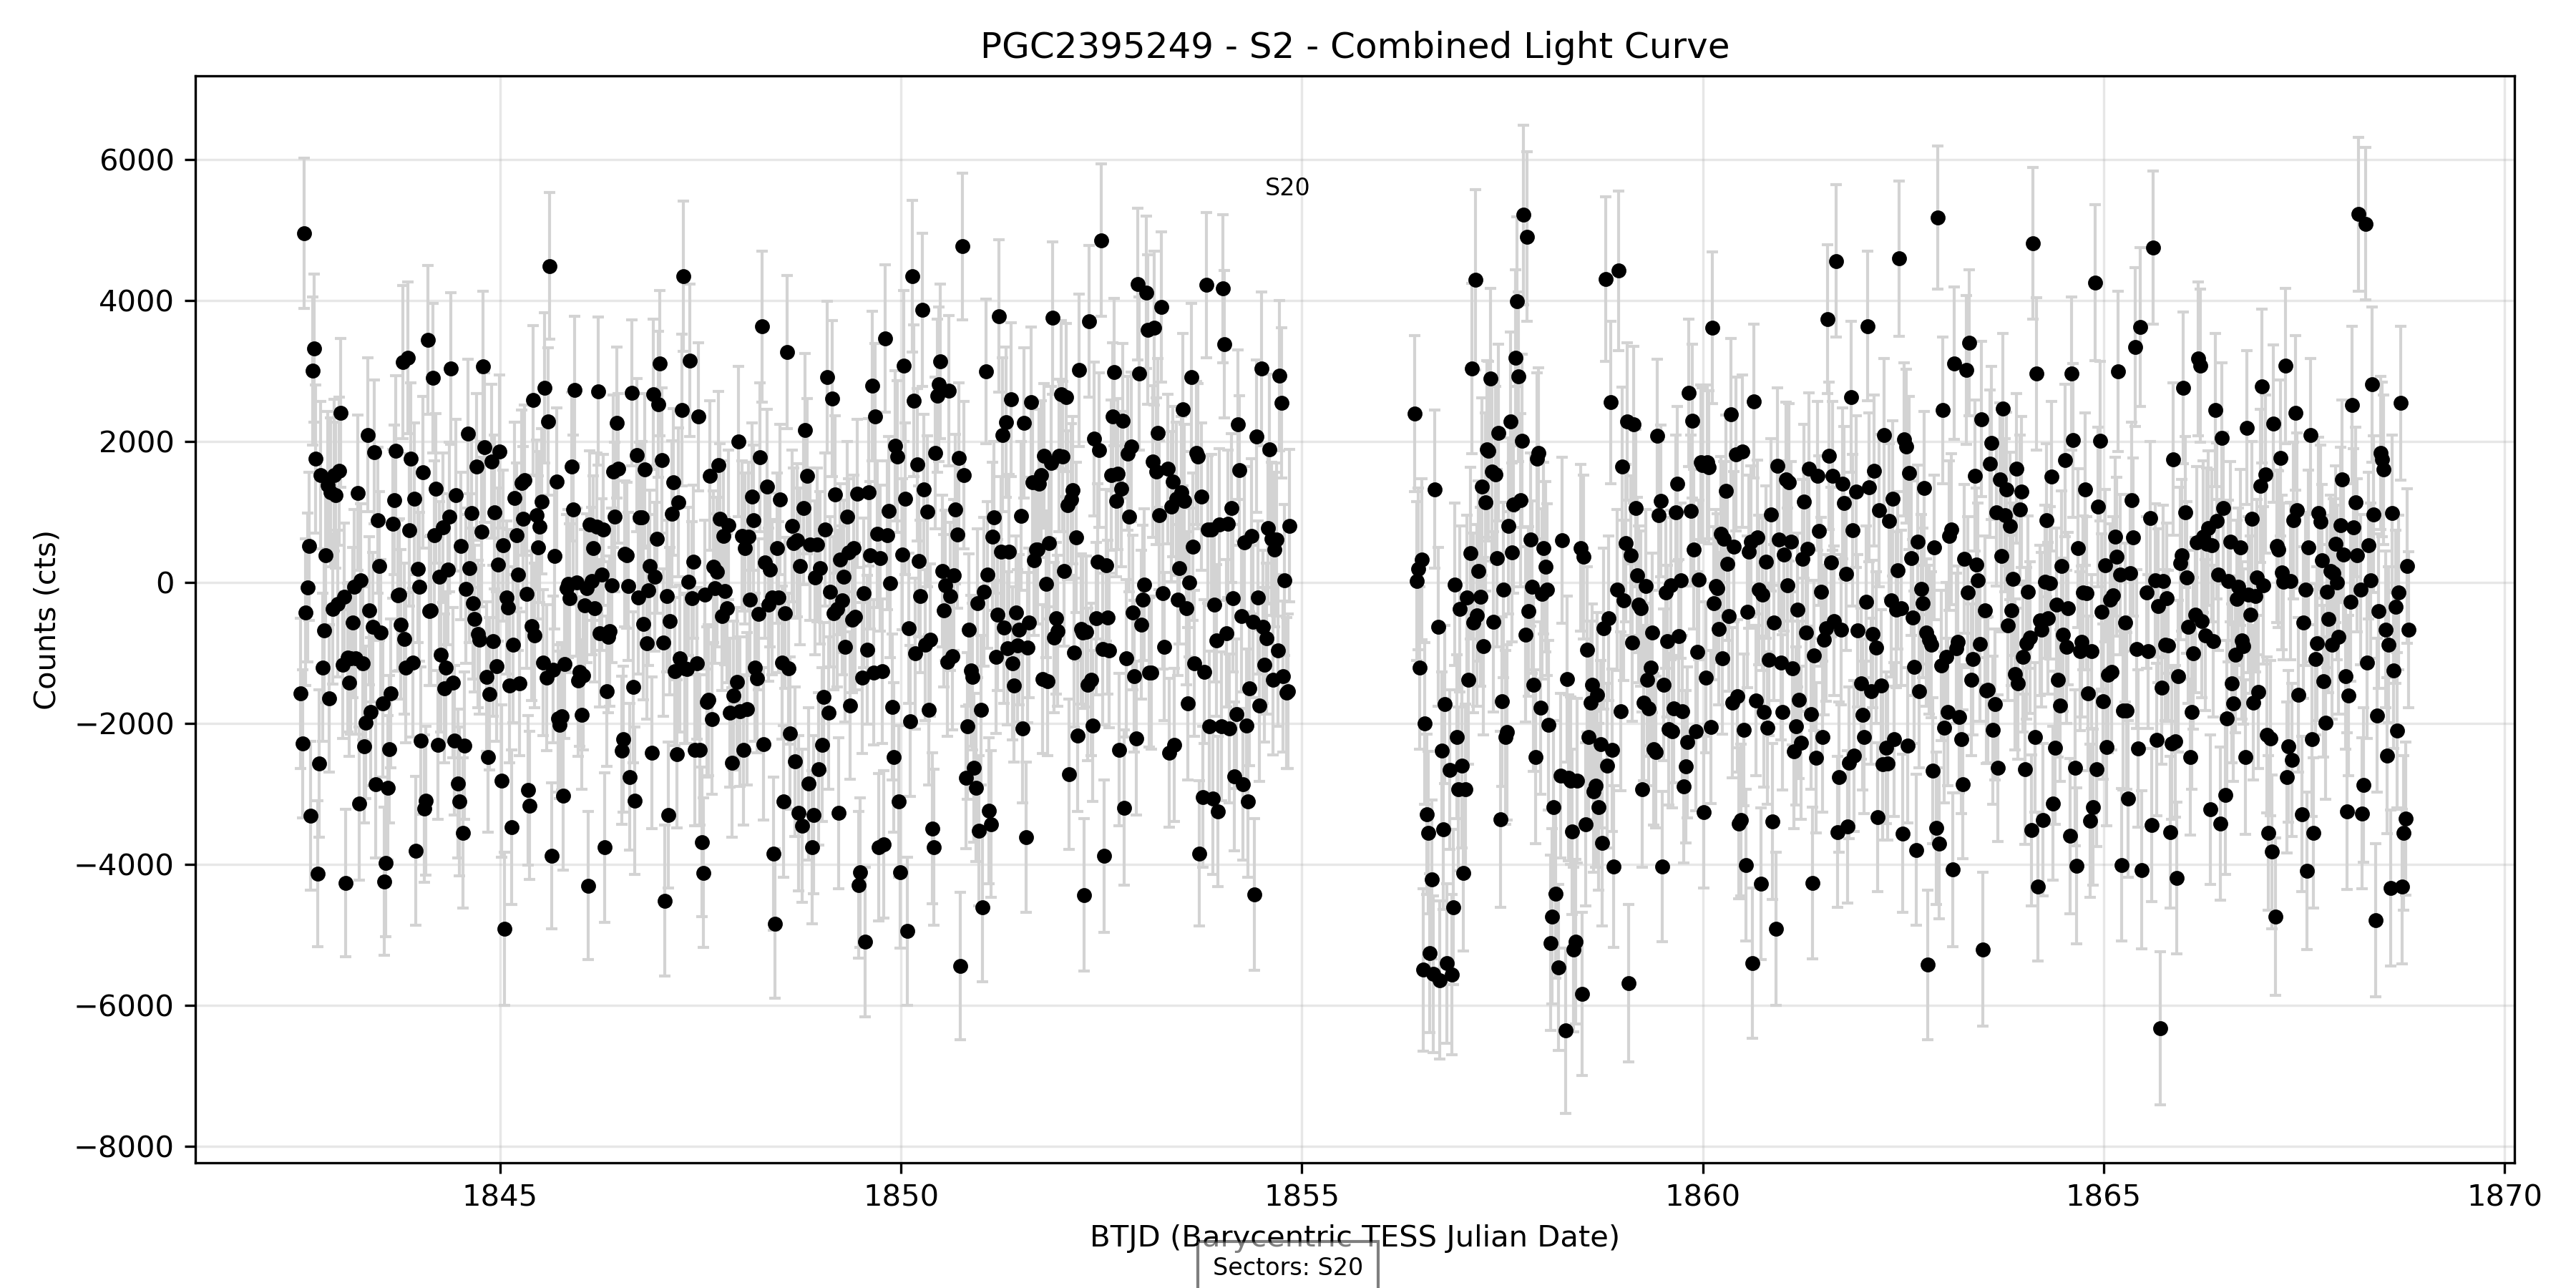 PGC2395249 - S2 - Combined Light Curve
S20
6000
4000
2000
0
−2000
−4000
−6000
−8000
Counts (cts)
1845
1850
1855
1860
1865
1870
BTJD (Barycentric TESS Julian Date)
Sectors: S20